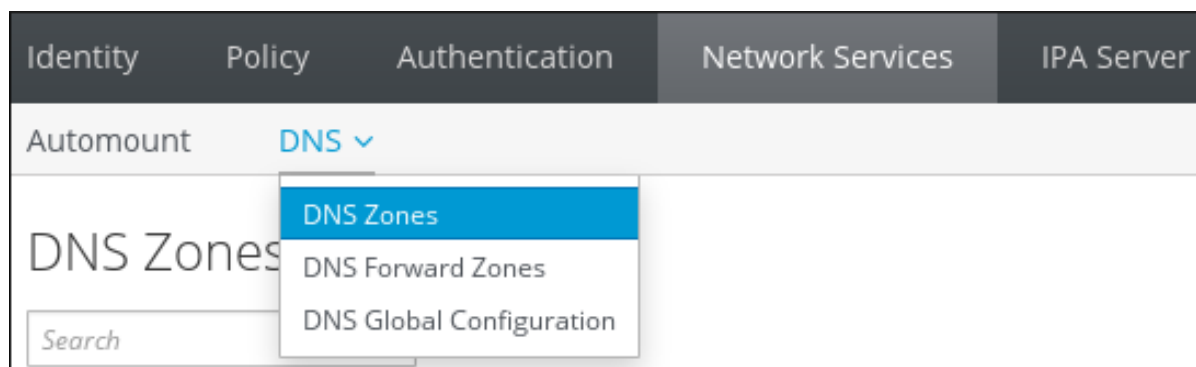 Identity Policy Authentication Network Services IPA Server
Automount DNS
DNS Zones
DNS Zones
DNS Forward Zones
DNS Global Configuration
Search